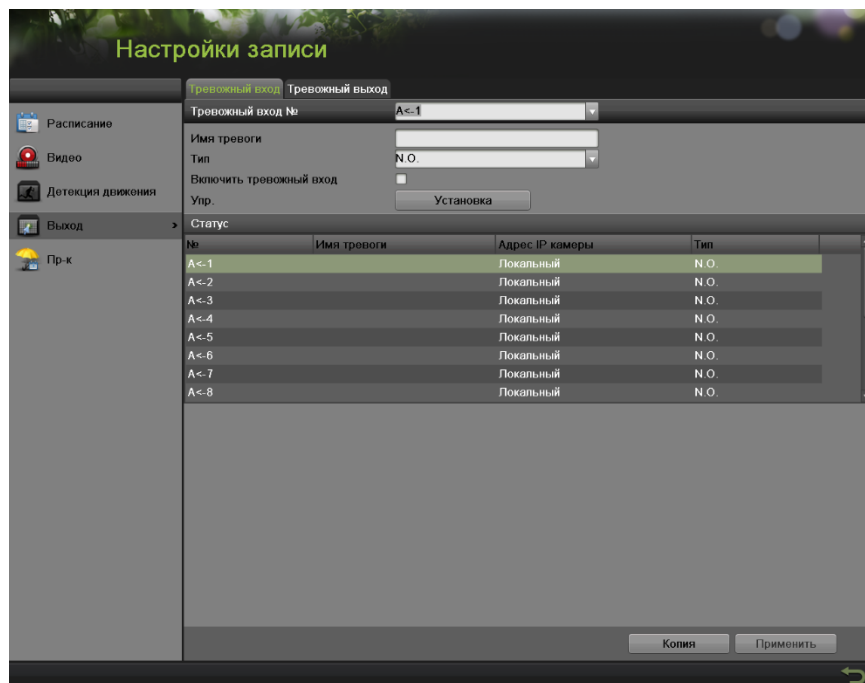 Настройки записи
Тревожный вход Тревожный выход
Тревожный вход № A<-1
Расписание
Имя тревоги
Видео
Тип N.O.
Включить тревожный вход
Детекция движения
Упр. Установка
Выход
Статус
№ Имя тревоги Адрес IP камеры Тип
Пр-к
A<-1 Локальный N.O.
A<-2 Локальный N.O.
A<-3 Локальный N.O.
A<-4 Локальный N.O.
A<-5 Локальный N.O.
A<-6 Локальный N.O.
A<-7 Локальный N.O.
A<-8 Локальный N.O.
Копия Применить